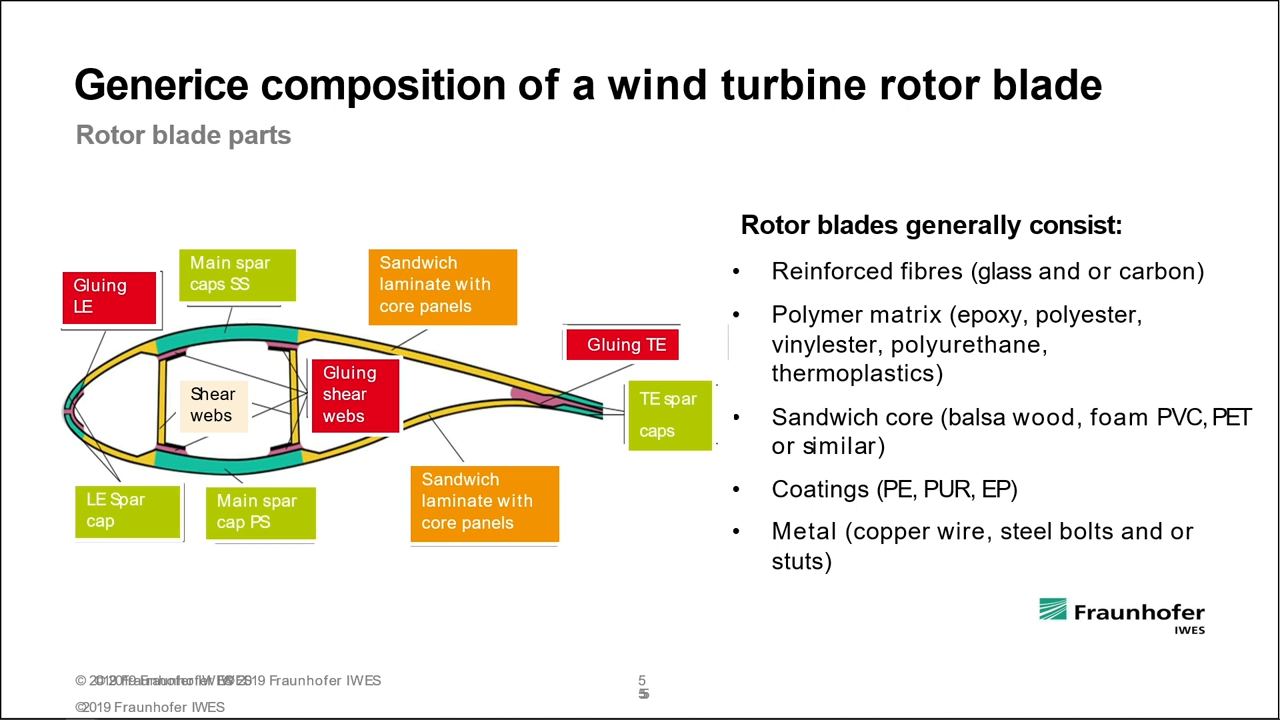 Generice composition of a wind turbine rotor blade
Rotor blade parts
Gluing
LE
Main spar
caps SS
Sandwich
laminate with
core panels
Gluing TE
Shear
webs
Gluing
shear
webs
TE spar
caps
LE Spar
cap
Main spar
cap PS
Sandwich
laminate with
core panels
Rotor blades generally consist:
• Reinforced fibres (glass and or carbon)
• Polymer matrix (epoxy, polyester,
vinylester, polyurethane,
thermoplastics)
• Sandwich core (balsa wood, foam PVC, PET
or similar)
• Coatings (PE, PUR, EP)
• Metal (copper wire, steel bolts and or
stuts)
Fraunhofer
IWES
2019 Fraunhofer IWES
5
©2019 Fraunhofer IWES